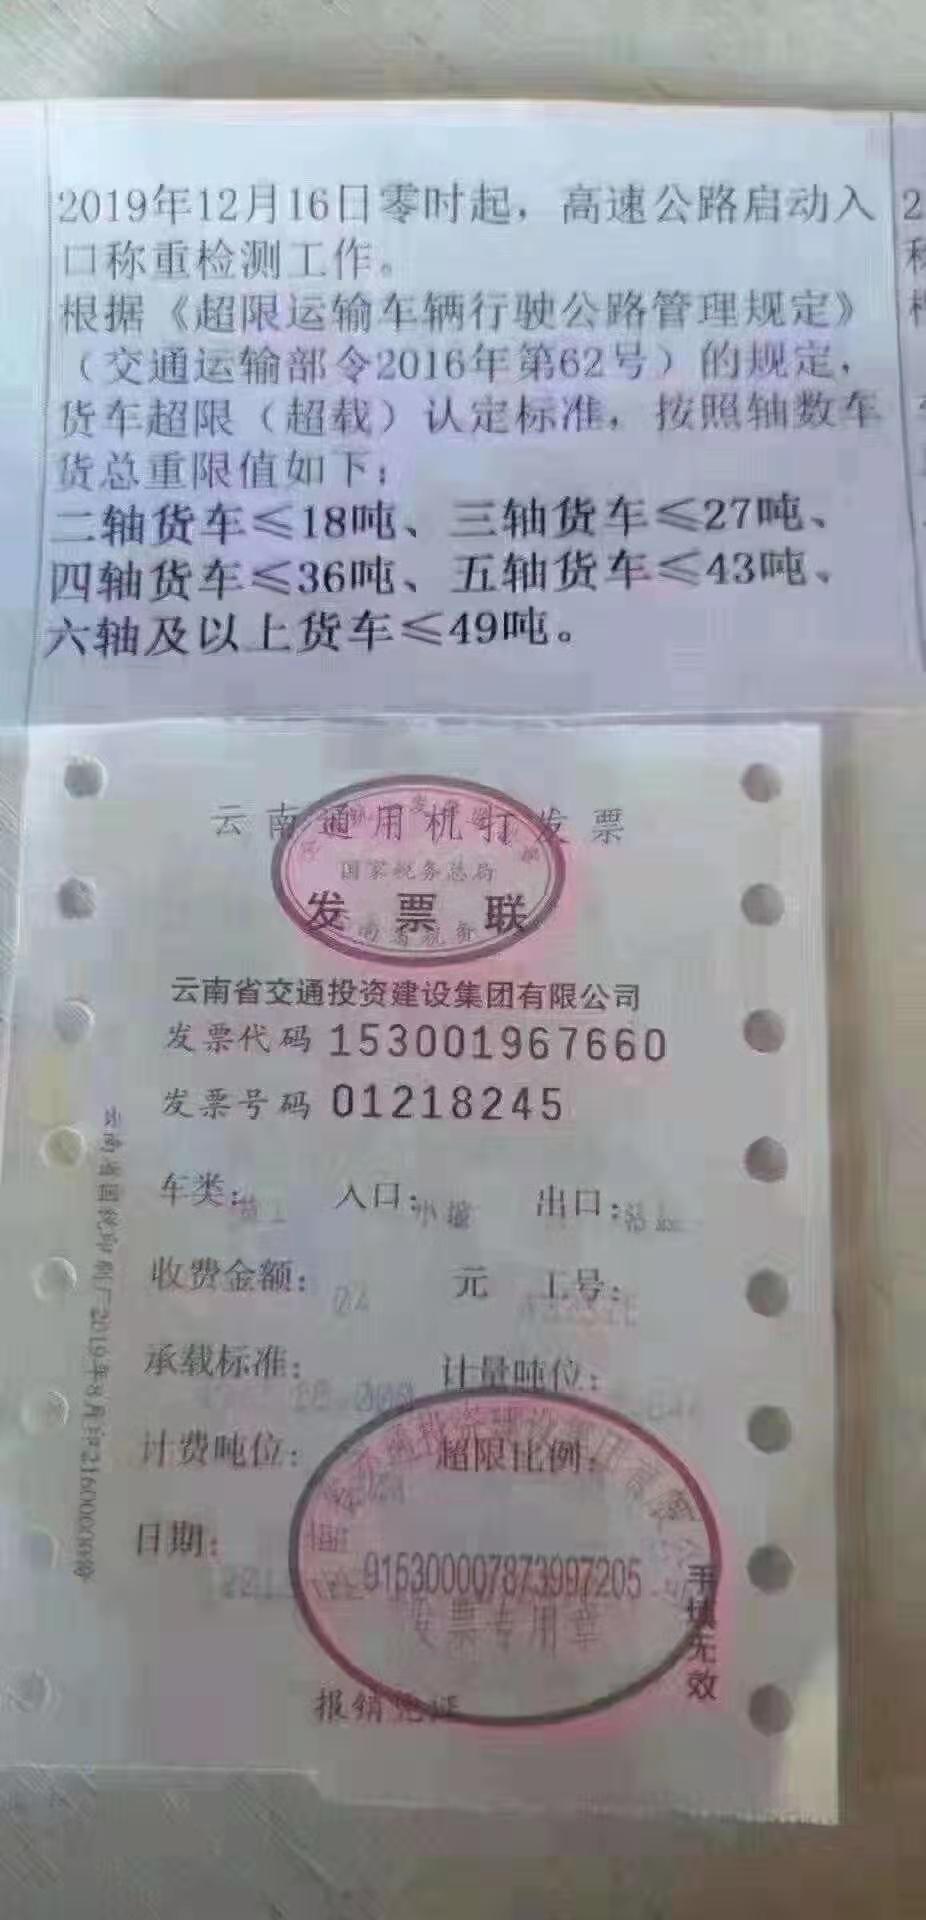 2019年12月16日零时起，高速公路启动入
口称重检测工作。
根据《超限运输车辆行驶公路管理规定》
（交通运输部令2016年第62号）的规定，
货车超限（超载）认定标准，按照轴数车
货总重限值如下：
二轴货车≤18吨、三轴货车≤27吨、
四轴货车≤36吨、五轴货车≤43吨、
六轴及以上货车≤49吨。
云南通用机打发票
国家税务总局
发票联
云南省交通投资建设集团有限公司
发票代码 153001967660
发票号码 01218245
车类： 入口：小 出口：
收费金额： 元 工号：
承载标准： 计量吨位：
计费吨位： 超限比例：
日期：
915300007873997205
发票专用章
手填无效
报销凭证